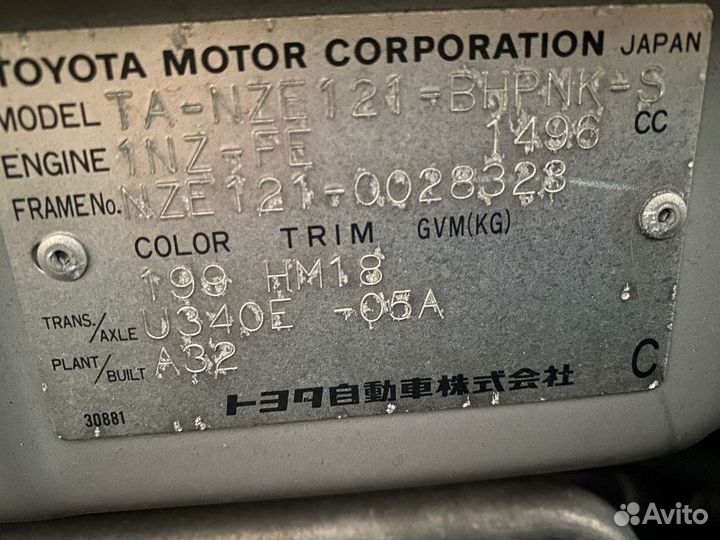 TOYOTA MOTOR CORPORATION JAPAN
MODEL TA-NZE121-BHPNK-S
ENGINE 1NZ-FE 1496 CC
FRAME No. NZE121-0028328
COLOR TRIM GVM(KG)
199 HM18
TRANS./AXLE U340E -05A
PLANT/BUILT A32 C
トヨタ自動車株式会社
30881
Avito